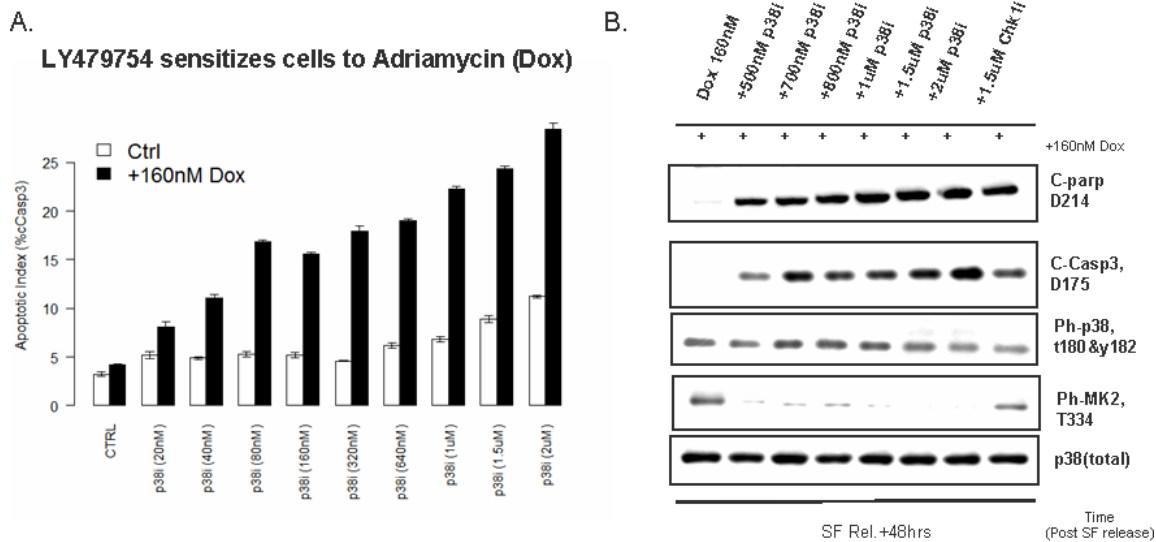 A.
LY479754 sensitizes cells to Adriamycin (Dox)
Apoptotic Index (%cCasp3)
25
20
15
10
5
0
Ctrl
+160nM Dox
CTRL
p38i (20nM)
p38i (40nM)
p38i (80nM)
p38i (160nM)
p38i (320nM)
p38i (640nM)
p38i (1uM)
p38i (1.5uM)
p38i (2uM)
B.
Dox 160nM
+500nM p38i
+700nM p38i
+800nM p38i
+1uM p38i
+1.5uM p38i
+2uM p38i
+1.5uM Chk 1i
+ + + + + + + +
+160nM Dox
C-parp
D214
C-Casp3,
D175
Ph-p38,
t180&y182
Ph-MK2,
T334
p38(total)
SF Rel.+48hrs
Time
(Post SF release)